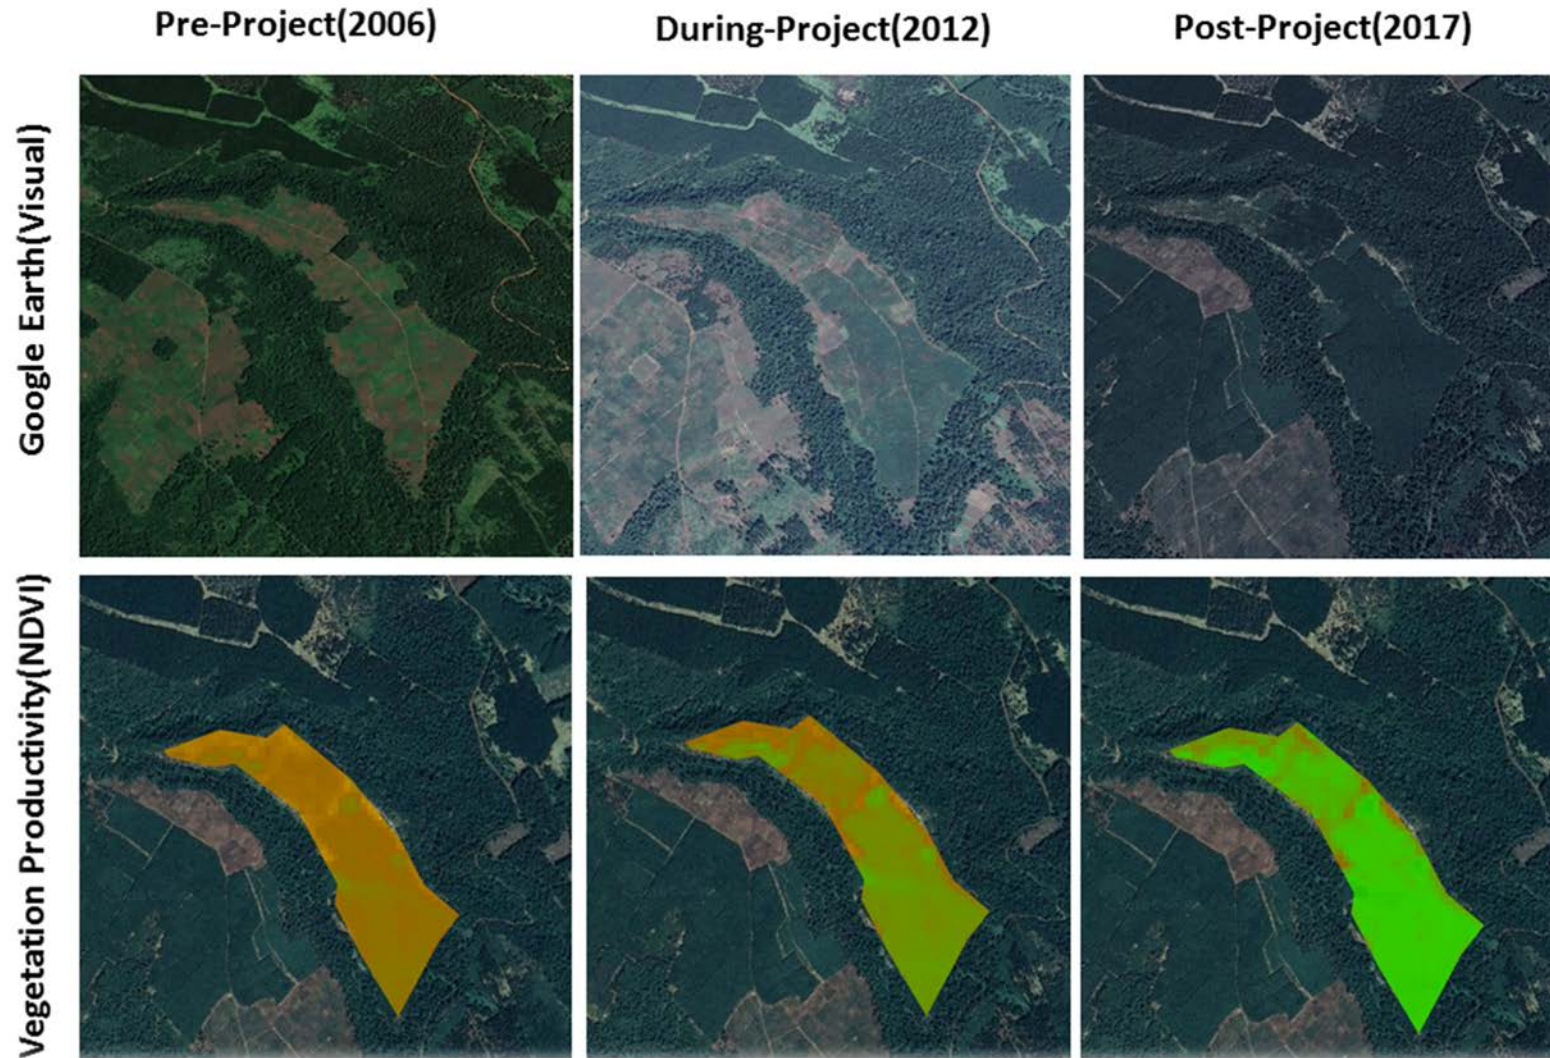 Pre-Project(2006)
During-Project(2012)
Post-Project(2017)
Google Earth(Visual)
Vegetation Productivity(NDVI)